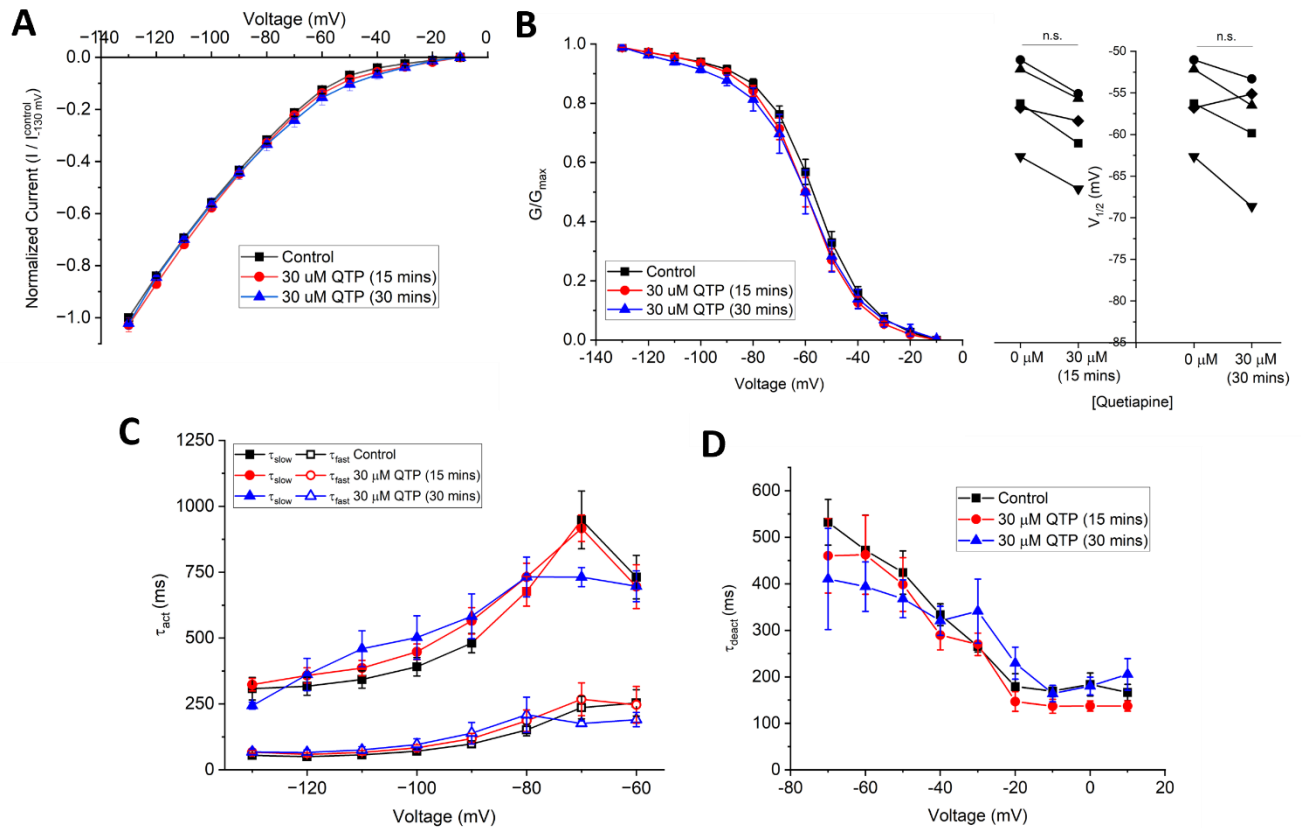 A
Voltage (mV)
−140 −120 −100 −80 −60 −40 −20 0
0.0
−0.2
−0.4
−0.6
−0.8
−1.0
Normalized Current (I / I control −130 mV)
Control
30 uM QTP (15 mins)
30 uM QTP (30 mins)
B
1.0
0.8
0.6
0.4
0.2
0.0
G/Gmax
Control
30 uM QTP (15 mins)
30 uM QTP (30 mins)
-140 -120 -100 -80 -60 -40 -20 0
Voltage (mV)
n.s.
n.s.
-50
-55
-60
-65
-70
-75
-80
85
V1/2 (mV)
0 μM 30 μM
(15 mins)
0 μM 30 μM
(30 mins)
[Quetiapine]
C
1250
1000
750
500
250
0
τact (ms)
τslow τfast Control
τslow τfast 30 μM QTP (15 mins)
τslow τfast 30 μM QTP (30 mins)
−120 −100 −80 −60
Voltage (mV)
D
600
500
400
300
200
100
0
τdeact (ms)
Control
30 μM QTP (15 mins)
30 μM QTP (30 mins)
-80 -60 -40 -20 0 20
Voltage (mV)